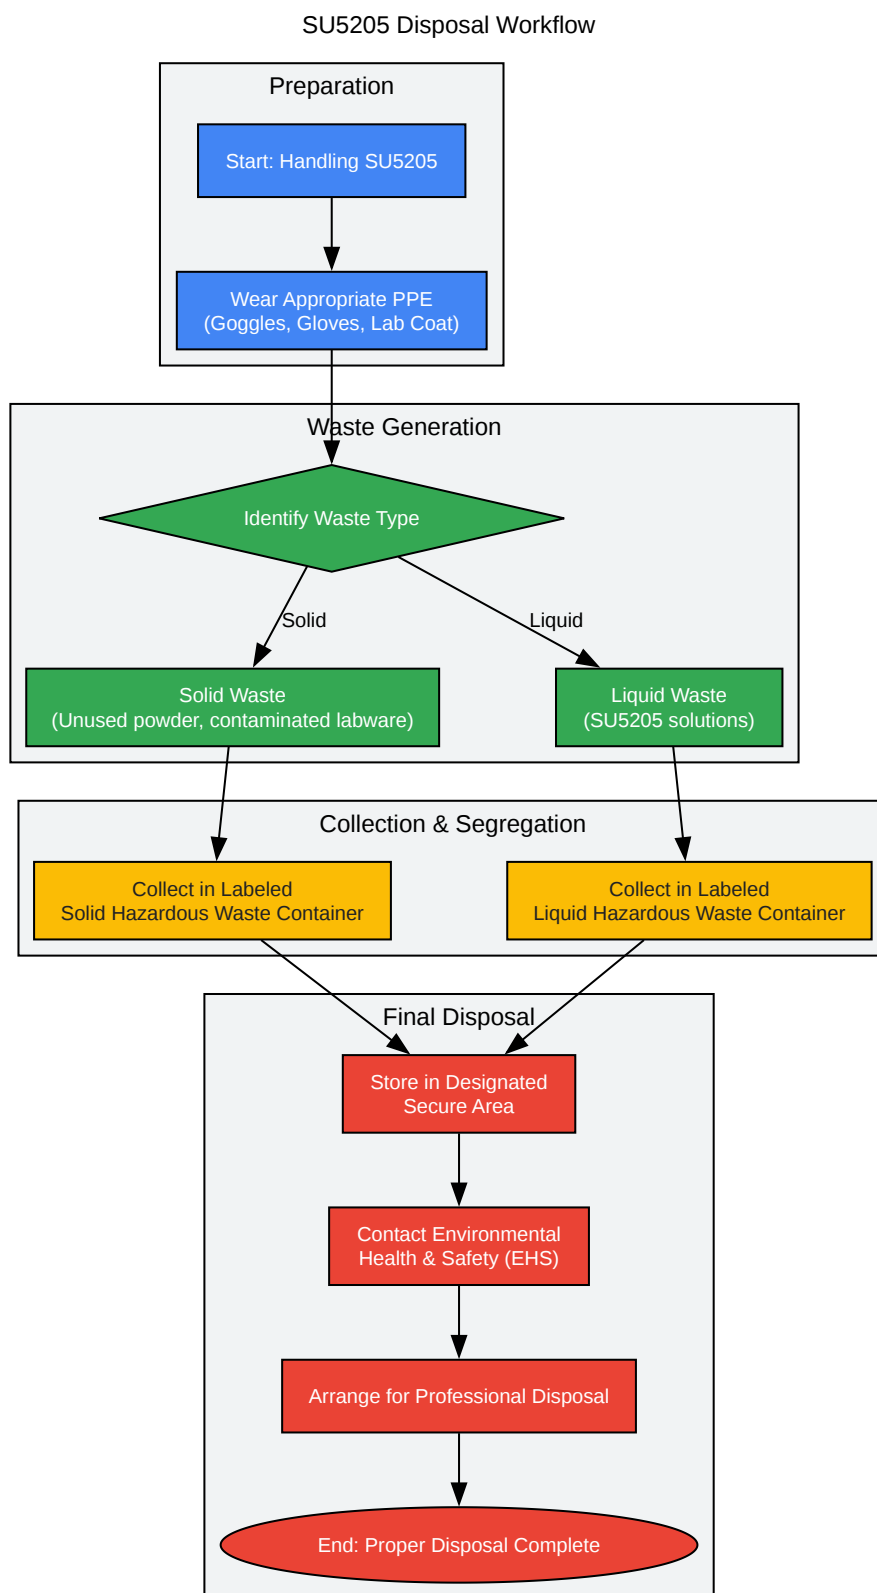 SU5205 Disposal Workflow
Preparation
Start: Handling SU5205
Wear Appropriate PPE
(Goggles, Gloves, Lab Coat)
Waste Generation
Identify Waste Type
Solid
Liquid
Solid Waste
(Unused powder, contaminated labware)
Liquid Waste
(SU5205 solutions)
Collection & Segregation
Collect in Labeled
Solid Hazardous Waste Container
Collect in Labeled
Liquid Hazardous Waste Container
Final Disposal
Store in Designated
Secure Area
Contact Environmental
Health & Safety (EHS)
Arrange for Professional Disposal
End: Proper Disposal Complete